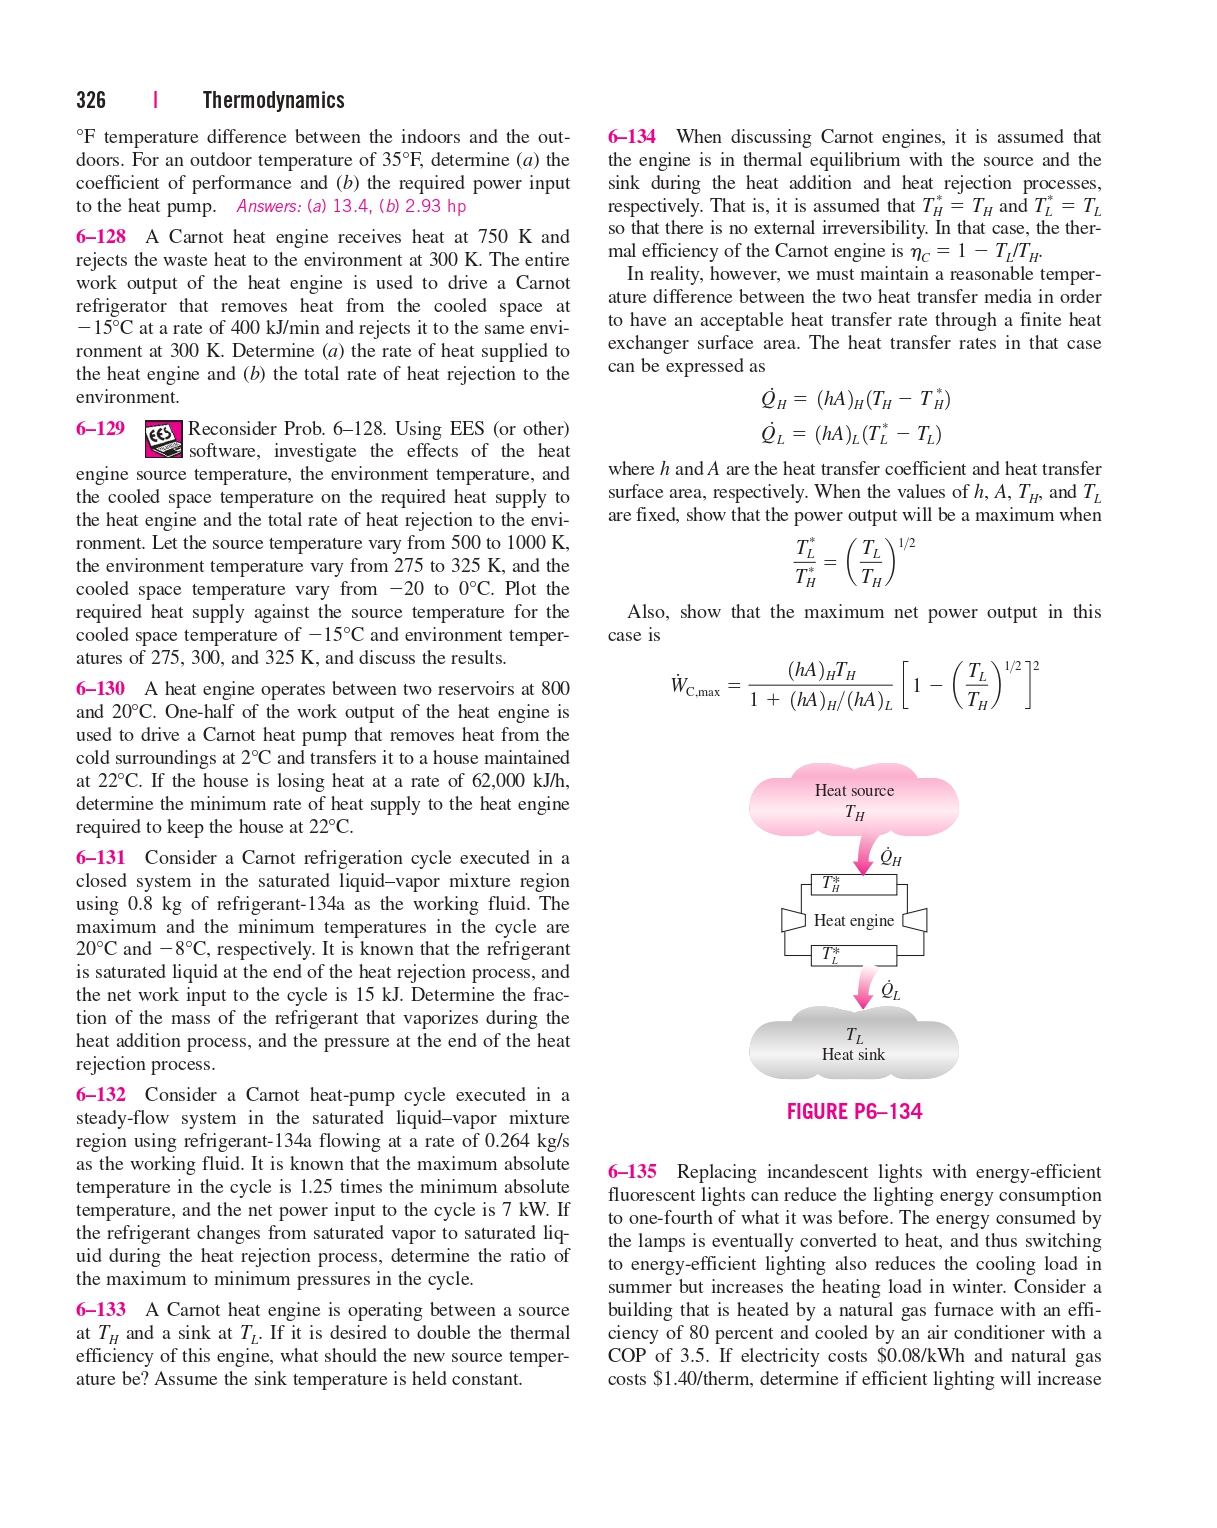 326 | Thermodynamics
°F temperature difference between the indoors and the out-
doors. For an outdoor temperature of 35°F, determine (a) the
coefficient of performance and (b) the required power input
to the heat pump. Answers: (a) 13.4, (b) 2.93 hp
6–128 A Carnot heat engine receives heat at 750 K and
rejects the waste heat to the environment at 300 K. The entire
work output of the heat engine is used to drive a Carnot
refrigerator that removes heat from the cooled space at
−15°C at a rate of 400 kJ/min and rejects it to the same envi-
ronment at 300 K. Determine (a) the rate of heat supplied to
the heat engine and (b) the total rate of heat rejection to the
environment.
6–129 EES Reconsider Prob. 6–128. Using EES (or other)
software, investigate the effects of the heat
engine source temperature, the environment temperature, and
the cooled space temperature on the required heat supply to
the heat engine and the total rate of heat rejection to the envi-
ronment. Let the source temperature vary from 500 to 1000 K,
the environment temperature vary from 275 to 325 K, and the
cooled space temperature vary from −20 to 0°C. Plot the
required heat supply against the source temperature for the
cooled space temperature of −15°C and environment temper-
atures of 275, 300, and 325 K, and discuss the results.
6–130 A heat engine operates between two reservoirs at 800
and 20°C. One-half of the work output of the heat engine is
used to drive a Carnot heat pump that removes heat from the
cold surroundings at 2°C and transfers it to a house maintained
at 22°C. If the house is losing heat at a rate of 62,000 kJ/h,
determine the minimum rate of heat supply to the heat engine
required to keep the house at 22°C.
6–131 Consider a Carnot refrigeration cycle executed in a
closed system in the saturated liquid–vapor mixture region
using 0.8 kg of refrigerant-134a as the working fluid. The
maximum and the minimum temperatures in the cycle are
20°C and −8°C, respectively. It is known that the refrigerant
is saturated liquid at the end of the heat rejection process, and
the net work input to the cycle is 15 kJ. Determine the frac-
tion of the mass of the refrigerant that vaporizes during the
heat addition process, and the pressure at the end of the heat
rejection process.
6–132 Consider a Carnot heat-pump cycle executed in a
steady-flow system in the saturated liquid–vapor mixture
region using refrigerant-134a flowing at a rate of 0.264 kg/s
as the working fluid. It is known that the maximum absolute
temperature in the cycle is 1.25 times the minimum absolute
temperature, and the net power input to the cycle is 7 kW. If
the refrigerant changes from saturated vapor to saturated liq-
uid during the heat rejection process, determine the ratio of
the maximum to minimum pressures in the cycle.
6–133 A Carnot heat engine is operating between a source
at T_H and a sink at T_L. If it is desired to double the thermal
efficiency of this engine, what should the new source temper-
ature be? Assume the sink temperature is held constant.
6–134 When discussing Carnot engines, it is assumed that
the engine is in thermal equilibrium with the source and the
sink during the heat addition and heat rejection processes,
respectively. That is, it is assumed that T_H^* = T_H and T_L^* = T_L
so that there is no external irreversibility. In that case, the ther-
mal efficiency of the Carnot engine is η_C = 1 − T_L/T_H.
In reality, however, we must maintain a reasonable temper-
ature difference between the two heat transfer media in order
to have an acceptable heat transfer rate through a finite heat
exchanger surface area. The heat transfer rates in that case
can be expressed as
Q̇_H = (hA)_H(T_H − T_H^*)
Q̇_L = (hA)_L(T_L^* − T_L)
where h and A are the heat transfer coefficient and heat transfer
surface area, respectively. When the values of h, A, T_H, and T_L
are fixed, show that the power output will be a maximum when
T_L^*/T_H^* = (T_L/T_H)^1/2
Also, show that the maximum net power output in this
case is
Ẇ_C,max = (hA)_H T_H / (1 + (hA)_H/(hA)_L) [1 − (T_L/T_H)^1/2]^2
Heat source
T_H
Q̇_H
T_H^*
Heat engine
T_L^*
Q̇_L
T_L
Heat sink
FIGURE P6–134
6–135 Replacing incandescent lights with energy-efficient
fluorescent lights can reduce the lighting energy consumption
to one-fourth of what it was before. The energy consumed by
the lamps is eventually converted to heat, and thus switching
to energy-efficient lighting also reduces the cooling load in
summer but increases the heating load in winter. Consider a
building that is heated by a natural gas furnace with an effi-
ciency of 80 percent and cooled by an air conditioner with a
COP of 3.5. If electricity costs $0.08/kWh and natural gas
costs $1.40/therm, determine if efficient lighting will increase